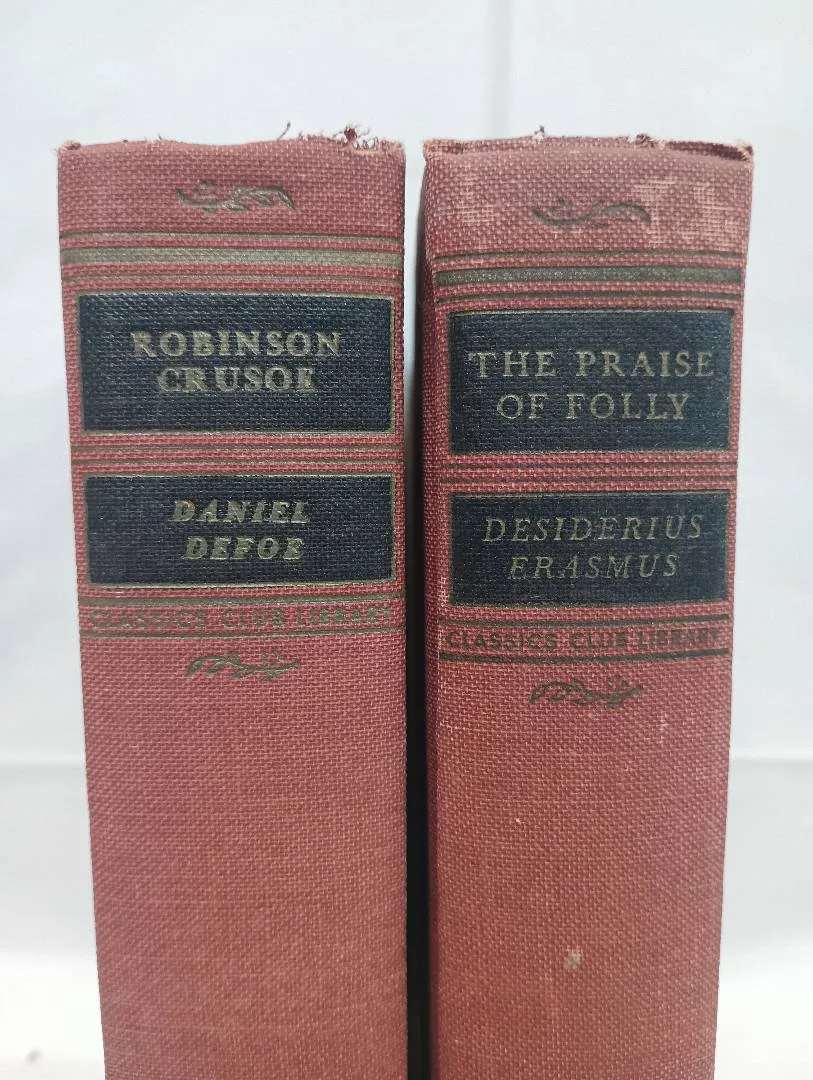 ROBINSON
CRUSOE
DANIEL
DEFOE
CLASSICS CLUB LIBRARY
THE PRAISE
OF FOLLY
DESIDERIUS
ERASMUS
CLASSICS CLUB LIBRARY